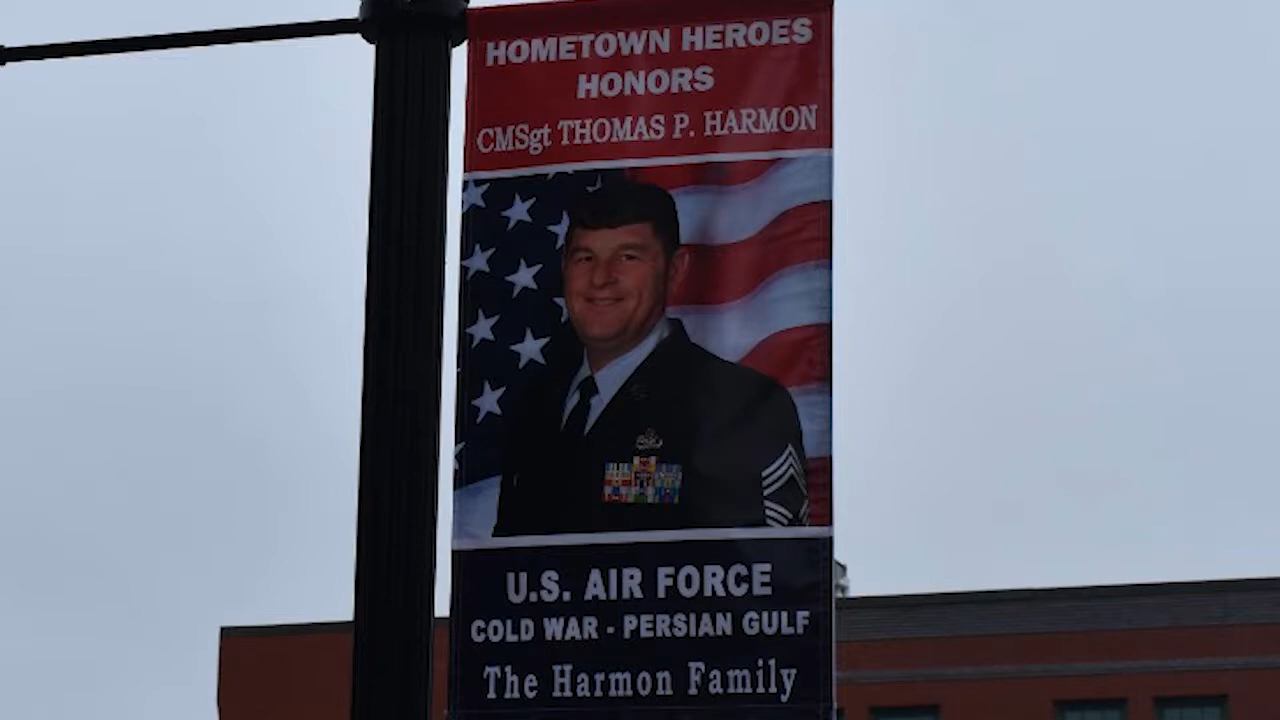 HOMETOWN HEROES
HONORS
CMSgt THOMAS P. HARMON
U.S. AIR FORCE
COLD WAR - PERSIAN GULF
The Harmon Family